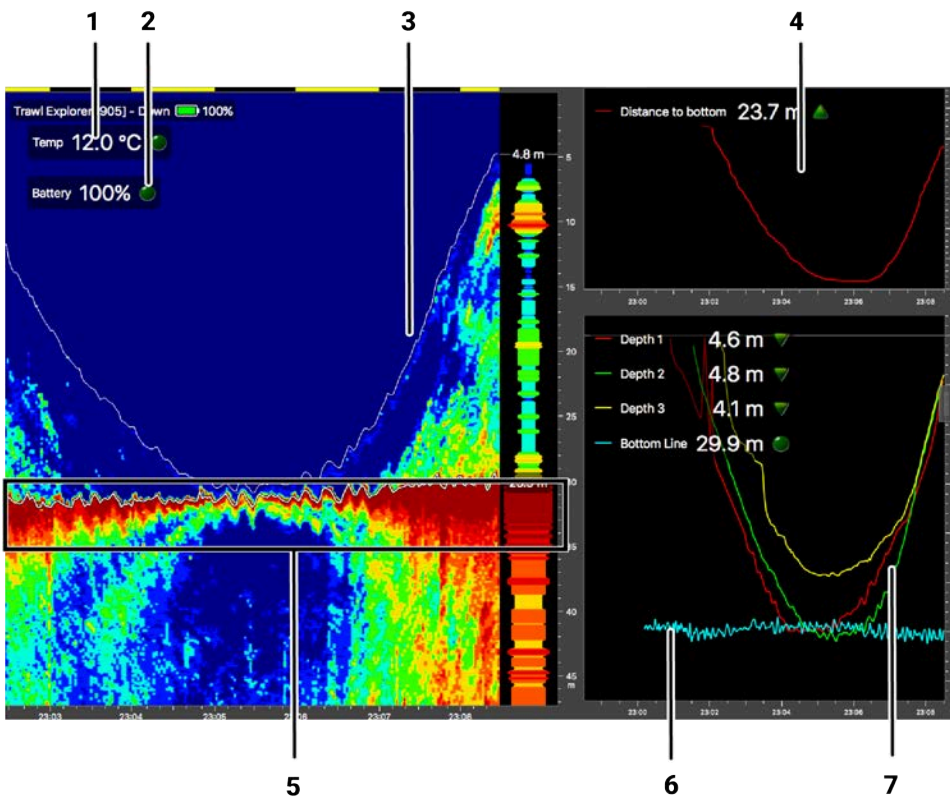 1 2 3 4
Trawl Explorer [905] - Down 100%
Temp 12.0 °C
Battery 100%
4.8 m
5
10
15
20
25
30
35
40
45
m
23:03 23:04 23:05 23:06 23:07 23:08
Distance to bottom 23.7 m
23:00 23:02 23:04 23:06 23:08
Depth 1 4.6 m
Depth 2 4.8 m
Depth 3 4.1 m
Bottom Line 29.9 m
23:00 23:02 23:04 23:06 23:08
5 6 7